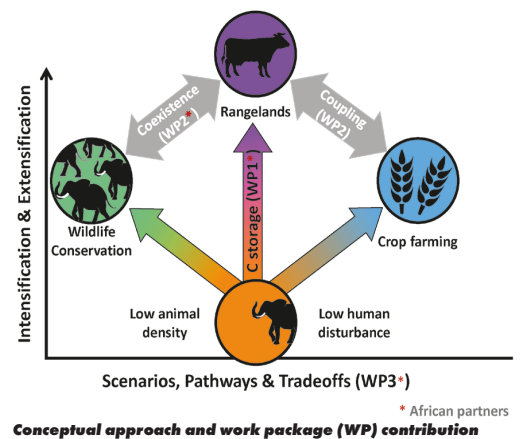 Rangelands
Coexistence
(WP2*)
Coupling
(WP2)
Intensification & Extensification
C storage (WP1*)
Wildlife
Conservation
Crop farming
Low animal
density
Low human
disturbance
Scenarios, Pathways & Tradeoffs (WP3*)
* African partners
Conceptual approach and work package (WP) contribution